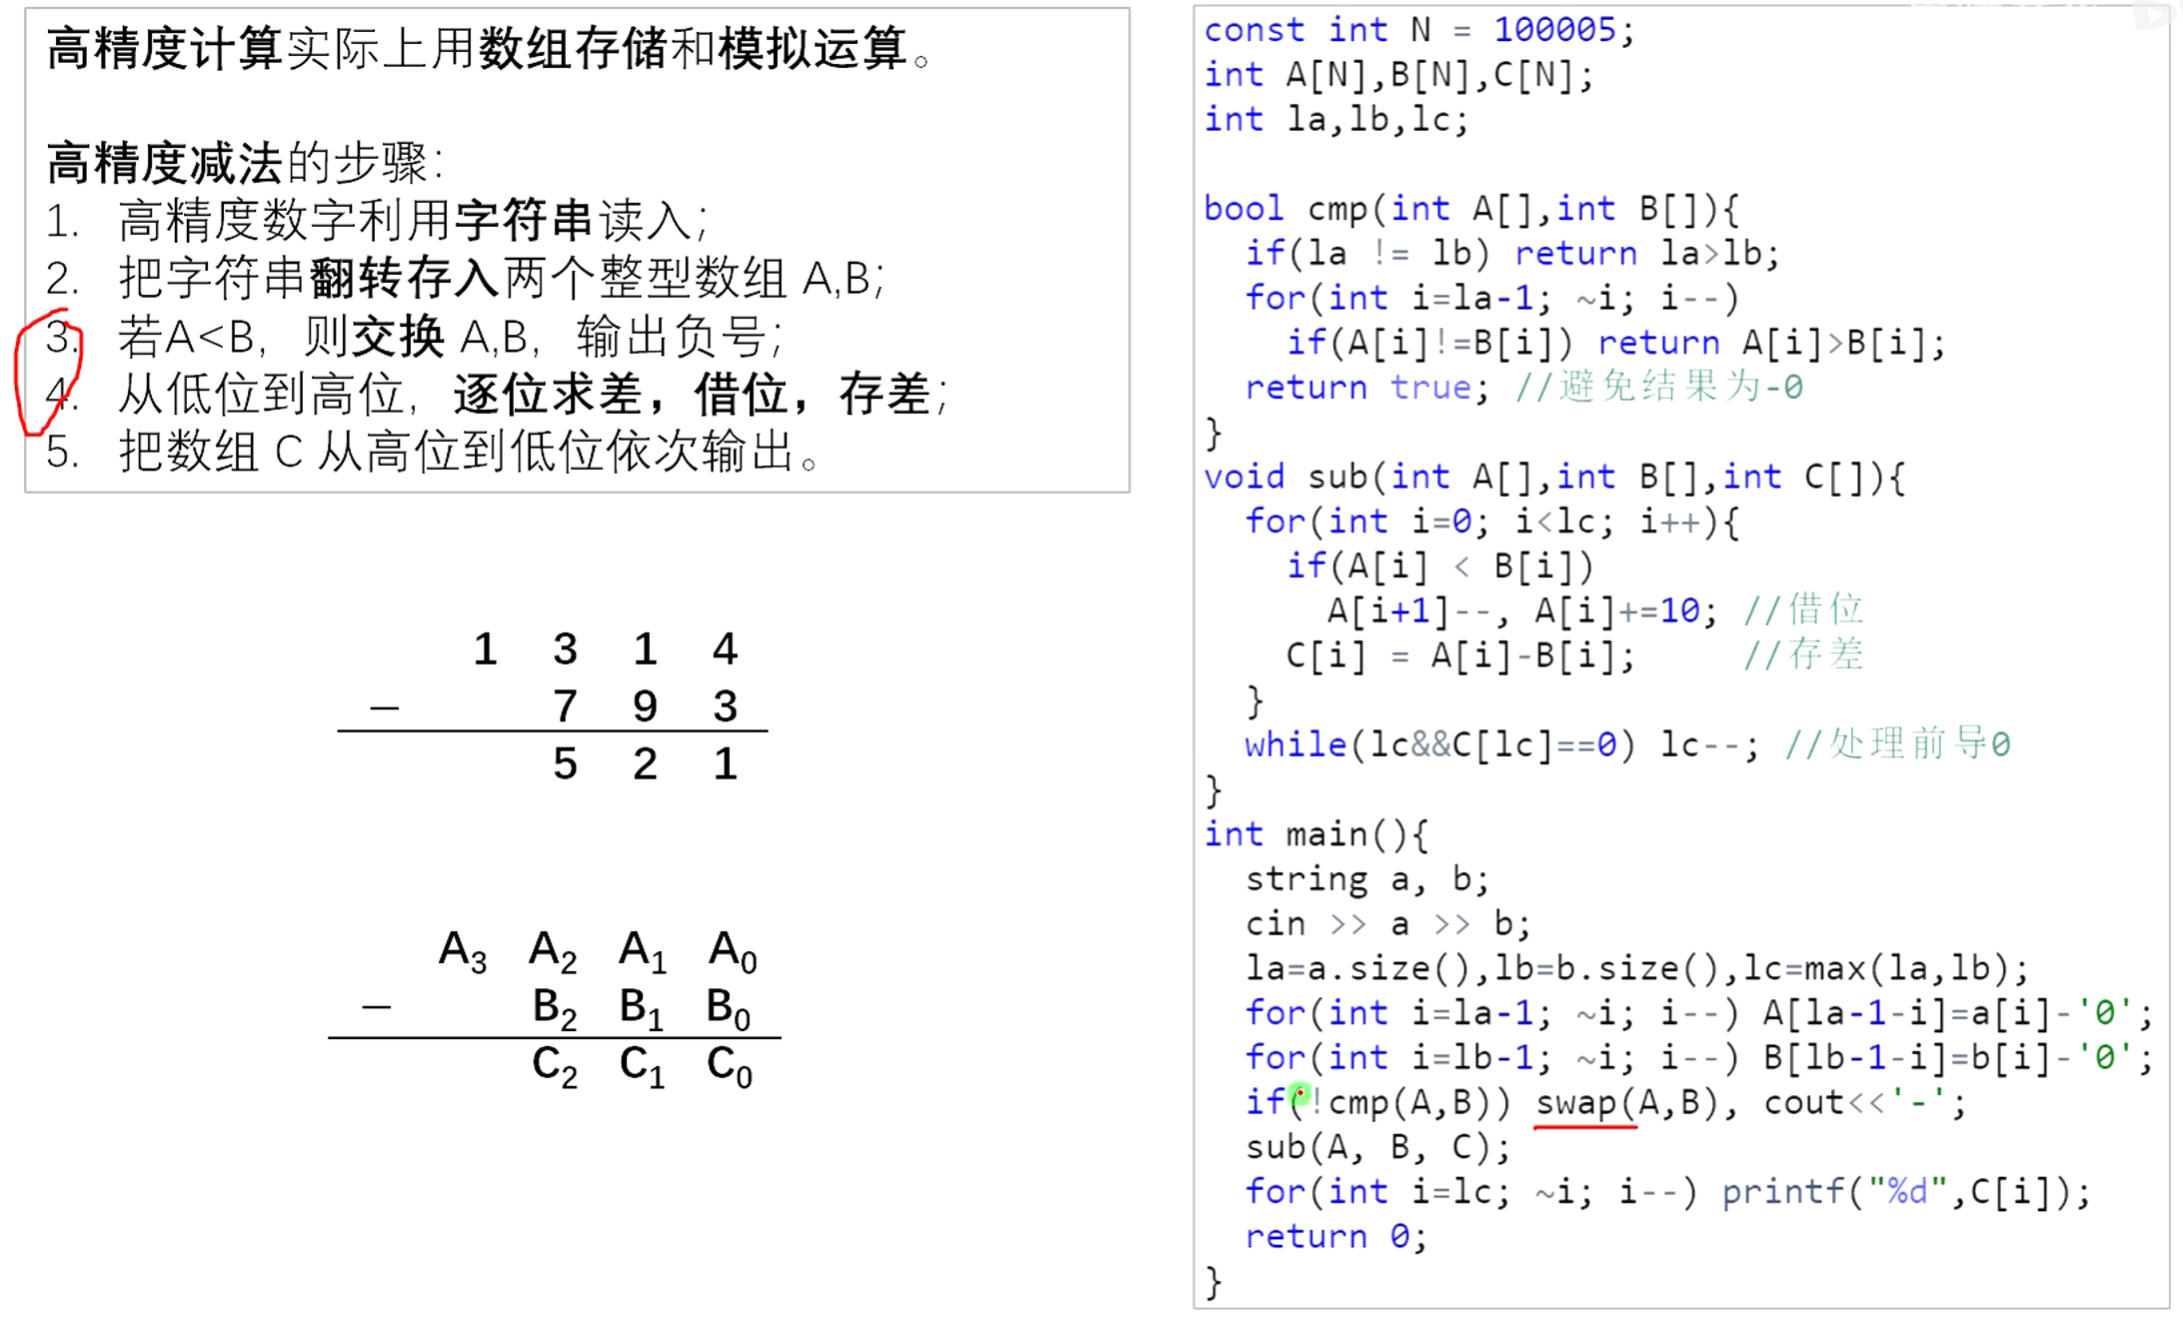 高精度计算实际上用数组存储和模拟运算。
高精度减法的步骤：
1. 高精度数字利用字符串读入；
2. 把字符串翻转存入两个整型数组 A,B；
3. 若A<B，则交换 A,B，输出负号；
4. 从低位到高位，逐位求差，借位，存差；
5. 把数组 C 从高位到低位依次输出。
1 3 1 4
− 7 9 3
5 2 1
A3 A2 A1 A0
− B2 B1 B0
C2 C1 C0
const int N = 100005;
int A[N],B[N],C[N];
int la,lb,lc;
bool cmp(int A[],int B[]){
  if(la != lb) return la>lb;
  for(int i=la-1; ~i; i--)
    if(A[i]!=B[i]) return A[i]>B[i];
  return true; //避免结果为-0
}
void sub(int A[],int B[],int C[]){
  for(int i=0; i<lc; i++){
    if(A[i] < B[i])
      A[i+1]--, A[i]+=10; //借位
    C[i] = A[i]-B[i]; //存差
  }
  while(lc&&C[lc]==0) lc--; //处理前导0
}
int main(){
  string a, b;
  cin >> a >> b;
  la=a.size(),lb=b.size(),lc=max(la,lb);
  for(int i=la-1; ~i; i--) A[la-1-i]=a[i]-'0';
  for(int i=lb-1; ~i; i--) B[lb-1-i]=b[i]-'0';
  if(!cmp(A,B)) swap(A,B), cout<<'-';
  sub(A, B, C);
  for(int i=lc; ~i; i--) printf("%d",C[i]);
  return 0;
}